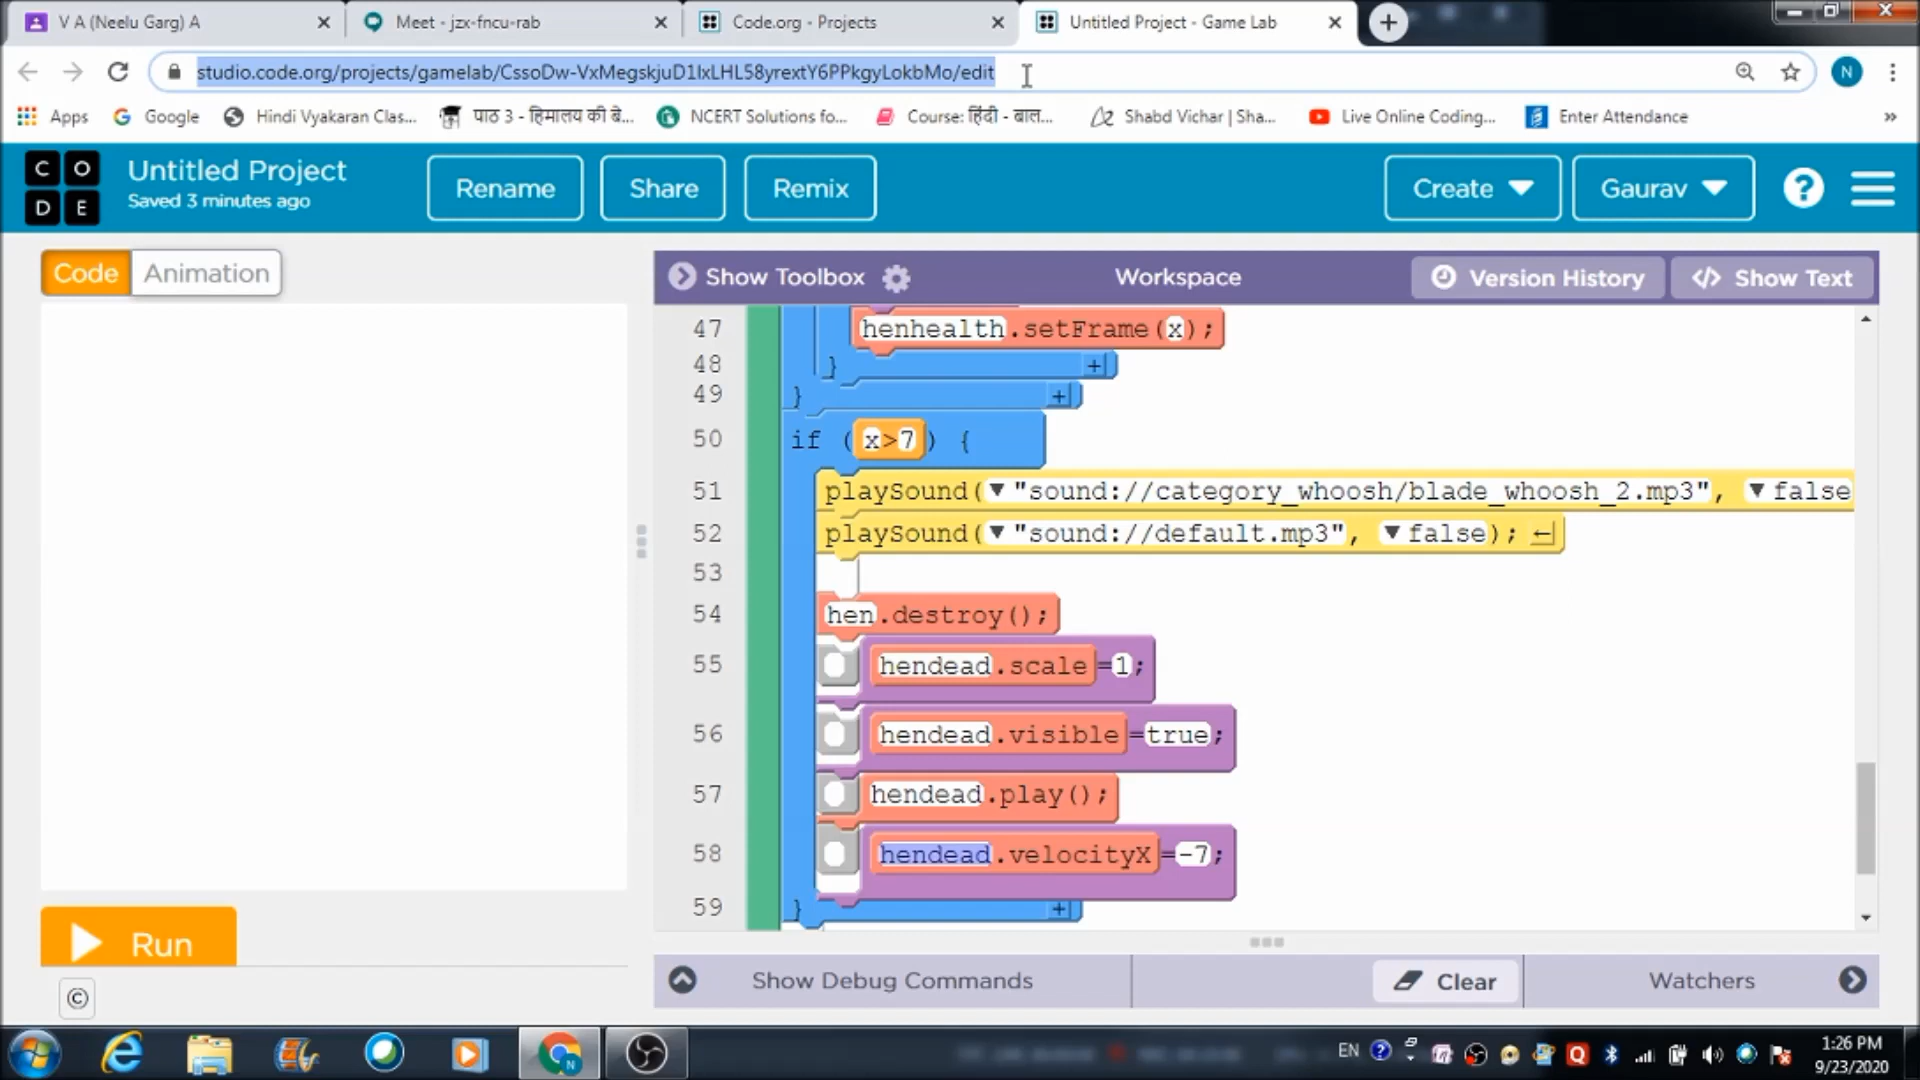 V A (Neelu Garg) A
Meet - jzx-fncu-rab
Code.org - Projects
Untitled Project - Game Lab
studio.code.org/projects/gamelab/CssoDw-VxMegskjuD1lxLHL58yrextY6PPkgyLokbMo/edit
N
Apps
Google
Hindi Vyakaran Clas...
पाठ 3 - हिमालय की बे...
NCERT Solutions fo...
Course: हिंदी - बाल...
Shabd Vichar | Sha...
Live Online Coding...
Enter Attendance
»
C O
D E
Untitled Project
Saved 3 minutes ago
Rename
Share
Remix
Create
Gaurav
?
Code
Animation
Show Toolbox
Workspace
Version History
</> Show Text
47 henhealth.setFrame(x);
48 } +
49 } +
50 if (x>7) {
51 playSound(▼"sound://category_whoosh/blade_whoosh_2.mp3", ▼false
52 playSound(▼"sound://default.mp3", ▼false); ←
53
54 hen.destroy();
55 hendead.scale=1;
56 hendead.visible=true;
57 hendead.play();
58 hendead.velocityX=-7;
59 } +
Run
©
Show Debug Commands
Clear
Watchers
EN
1:26 PM
9/23/2020